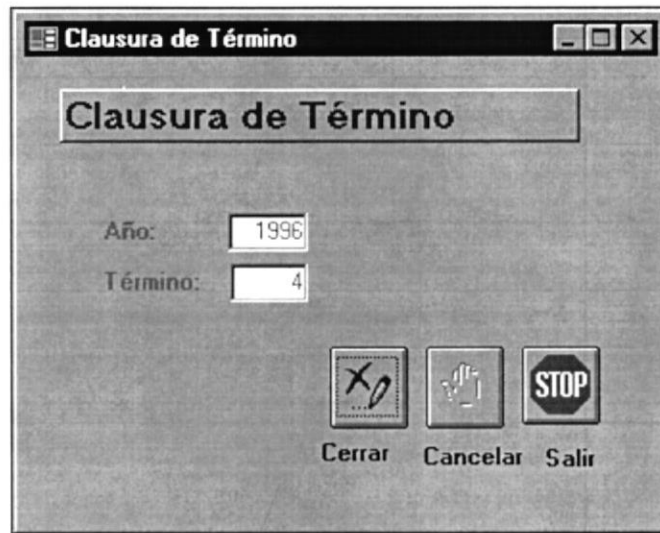 Clausura de Término
Clausura de Término
Año: 1996
Término: 4
STOP
Cerrar Cancelar Salir